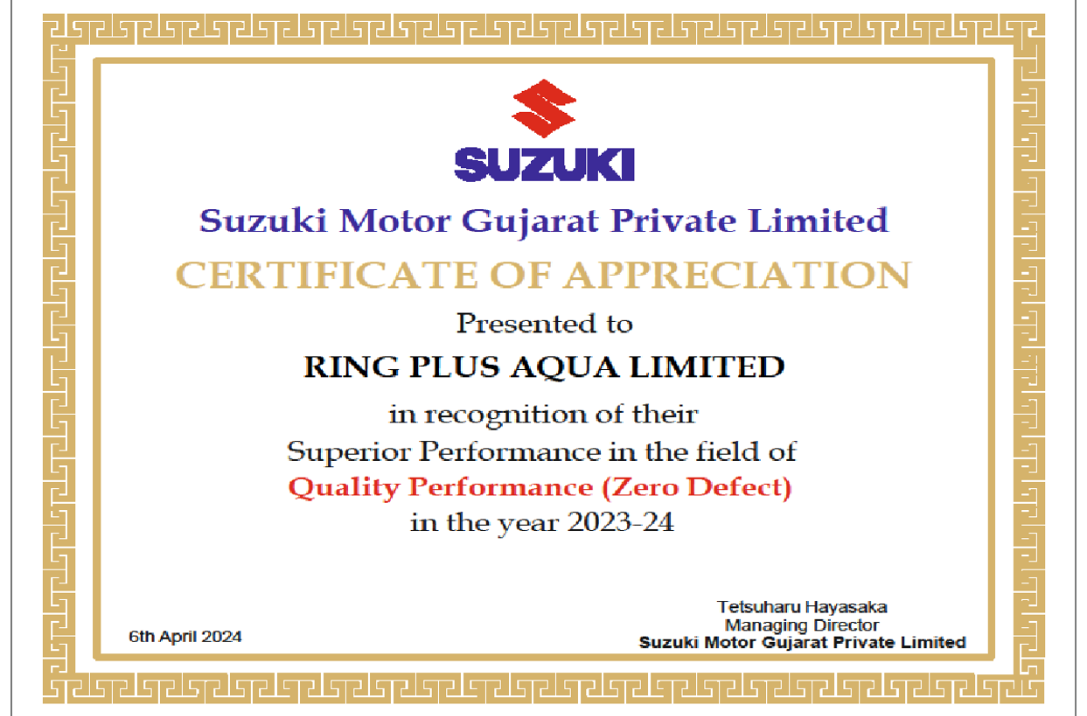 SUZUKI
Suzuki Motor Gujarat Private Limited
CERTIFICATE OF APPRECIATION
Presented to
RING PLUS AQUA LIMITED
in recognition of their
Superior Performance in the field of
Quality Performance (Zero Defect)
in the year 2023-24
6th April 2024
Tetsuharu Hayasaka
Managing Director
Suzuki Motor Gujarat Private Limited